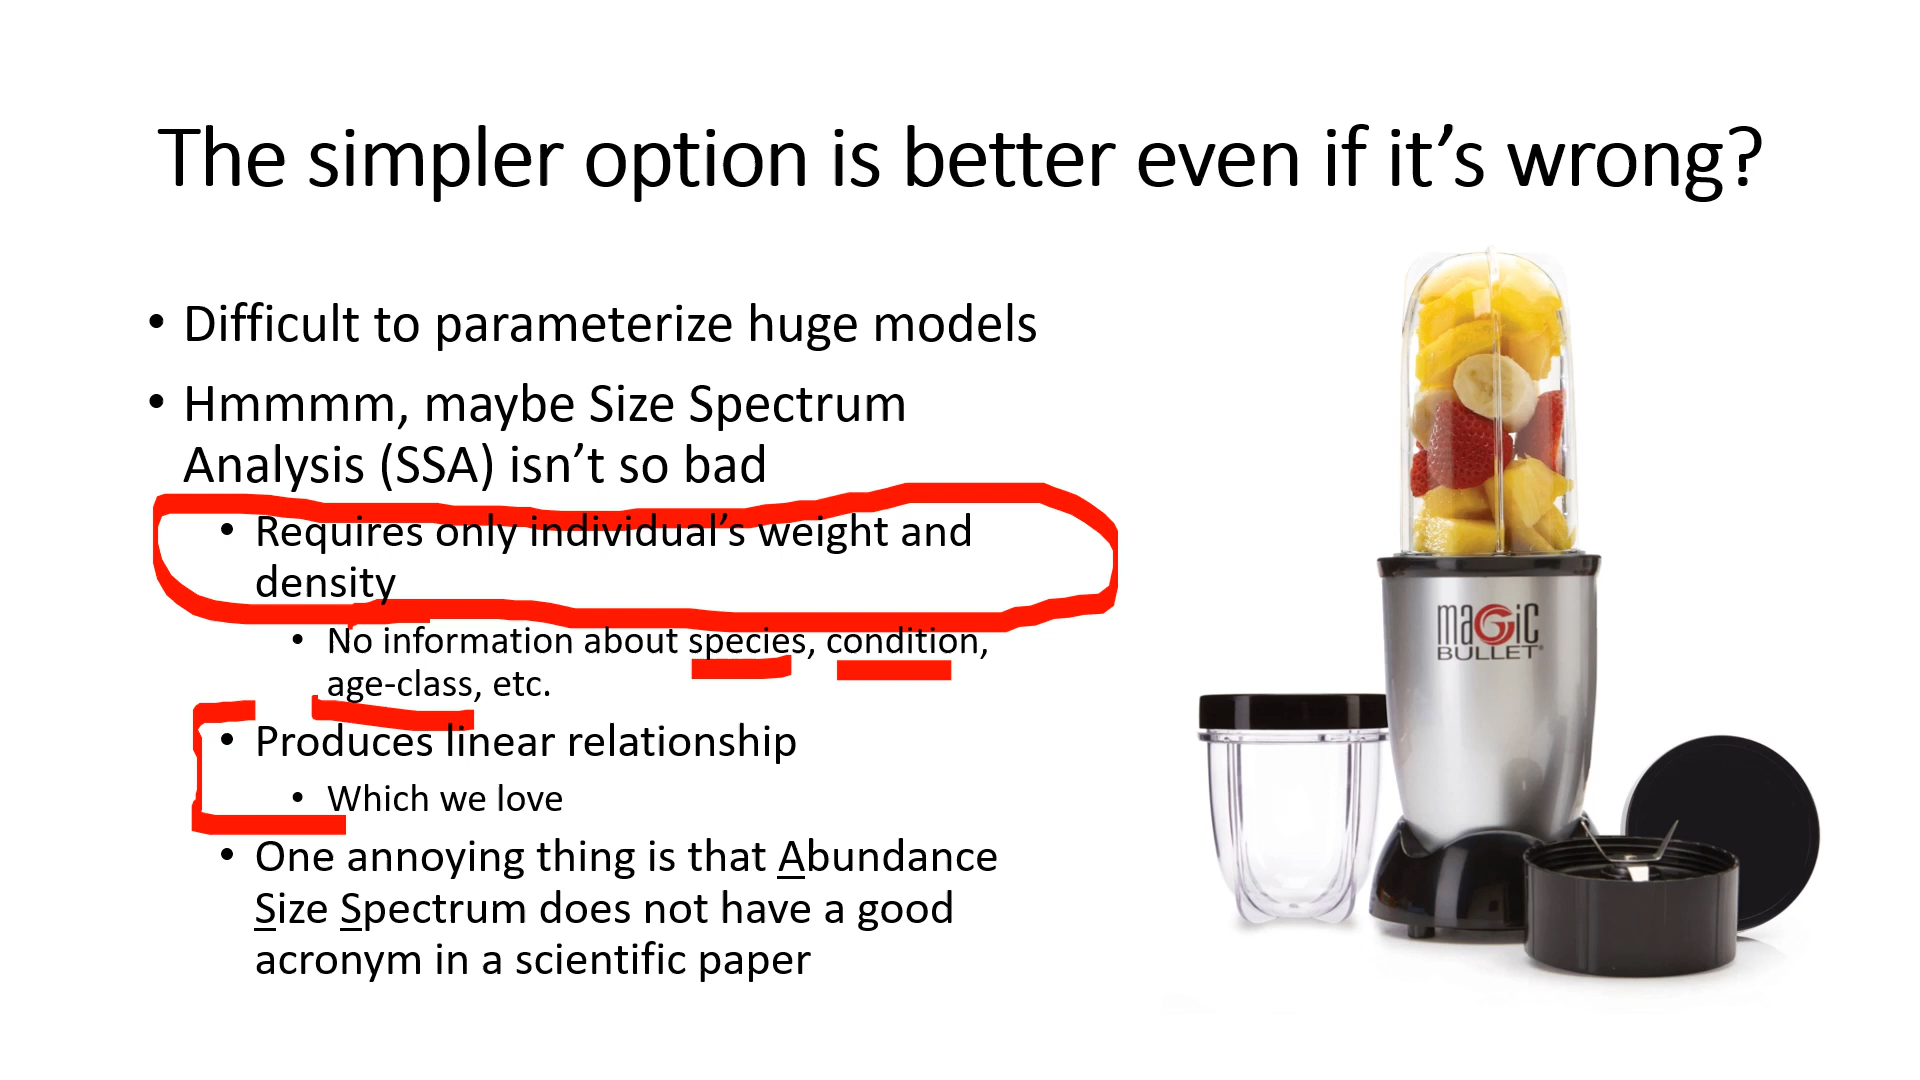 The simpler option is better even if it’s wrong?
• Difficult to parameterize huge models
• Hmmmm, maybe Size Spectrum
Analysis (SSA) isn’t so bad
• Requires only individual’s weight and
density
• No information about species, condition,
age-class, etc.
• Produces linear relationship
• Which we love
• One annoying thing is that Abundance
Size Spectrum does not have a good
acronym in a scientific paper
magic
BULLET®